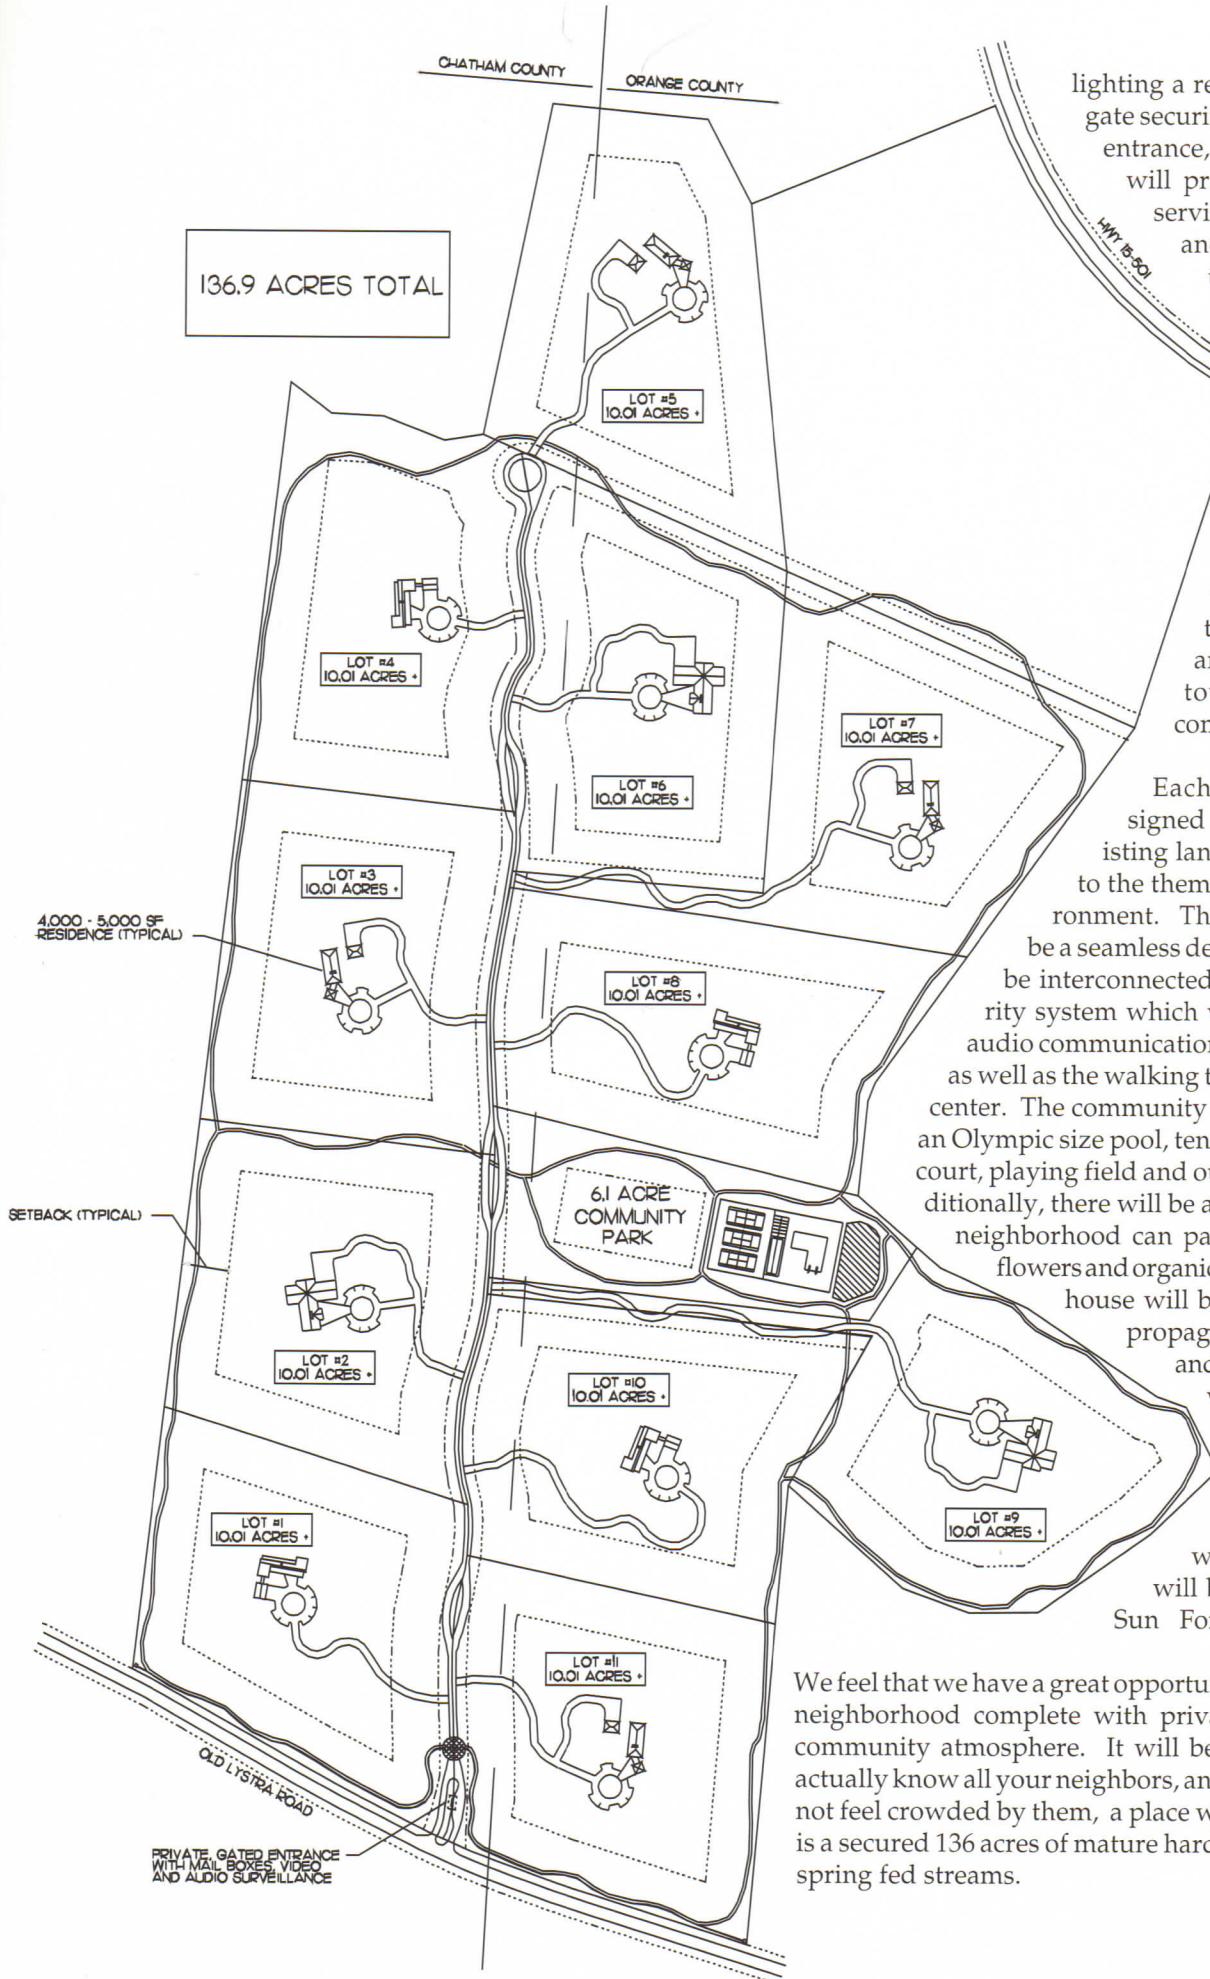 CHATHAM COUNTY
ORANGE COUNTY
136.9 ACRES TOTAL
HWY 15-501
LOT #5
10.01 ACRES +
LOT #4
10.01 ACRES +
LOT #6
10.01 ACRES +
LOT #7
10.01 ACRES +
LOT #3
10.01 ACRES +
4,000 - 5,000 SF
RESIDENCE (TYPICAL)
LOT #8
10.01 ACRES +
6.1 ACRE
COMMUNITY
PARK
SETBACK (TYPICAL)
LOT #2
10.01 ACRES +
LOT #10
10.01 ACRES +
LOT #9
10.01 ACRES +
LOT #1
10.01 ACRES +
LOT #11
10.01 ACRES +
OLD LYSTRA ROAD
PRIVATE, GATED ENTRANCE
WITH MAIL BOXES, VIDEO
AND AUDIO SURVEILLANCE
lighting a re
gate securi
entrance,
will pr
servi
an
t
ar
to
con
Each
signed
isting lan
to the them
ronment. Th
be a seamless de
be interconnected
rity system which
audio communication
as well as the walking t
center. The community
an Olympic size pool, ten
court, playing field and ou
ditionally, there will be a
neighborhood can pa
flowers and organic
house will b
propag
and
w
will b
Sun Fo
We feel that we have a great opportu
neighborhood complete with priva
community atmosphere. It will be
actually know all your neighbors, an
not feel crowded by them, a place w
is a secured 136 acres of mature hard
spring fed streams.